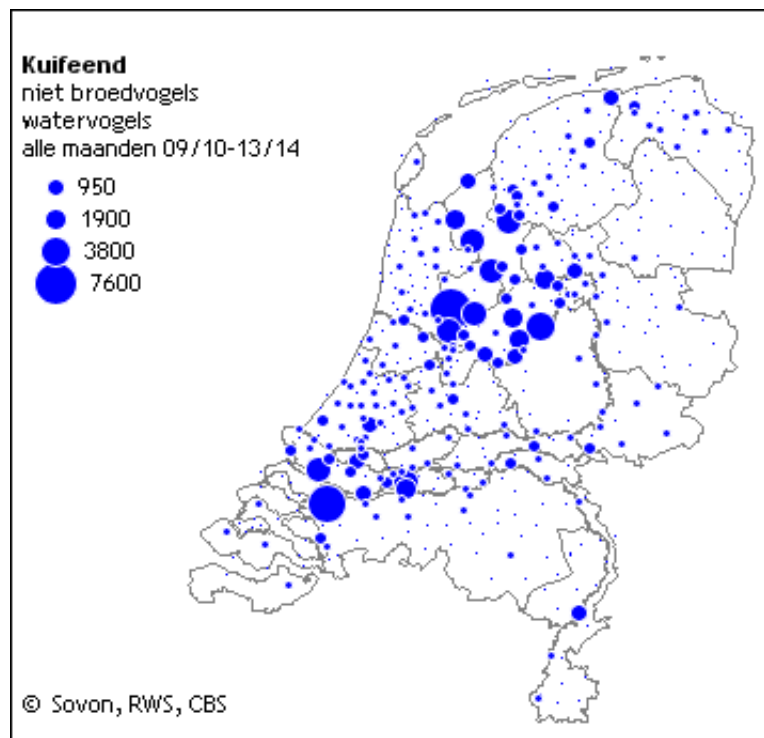 Kuifeend
niet broedvogels
watervogels
alle maanden 09/10-13/14
950
1900
3800
7600
© Sovon, RWS, CBS